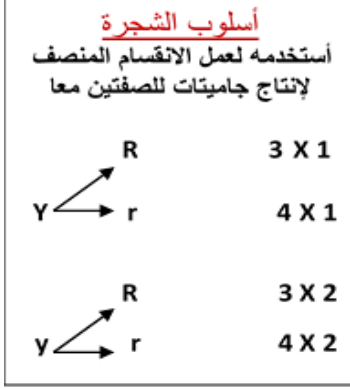 أسلوب الشجرة
أستخدمه لعمل الانقسام المنصف
لإنتاج جاميتات للصفتين معا
R 3 X 1
Y r 4 X 1
R 3 X 2
y r 4 X 2